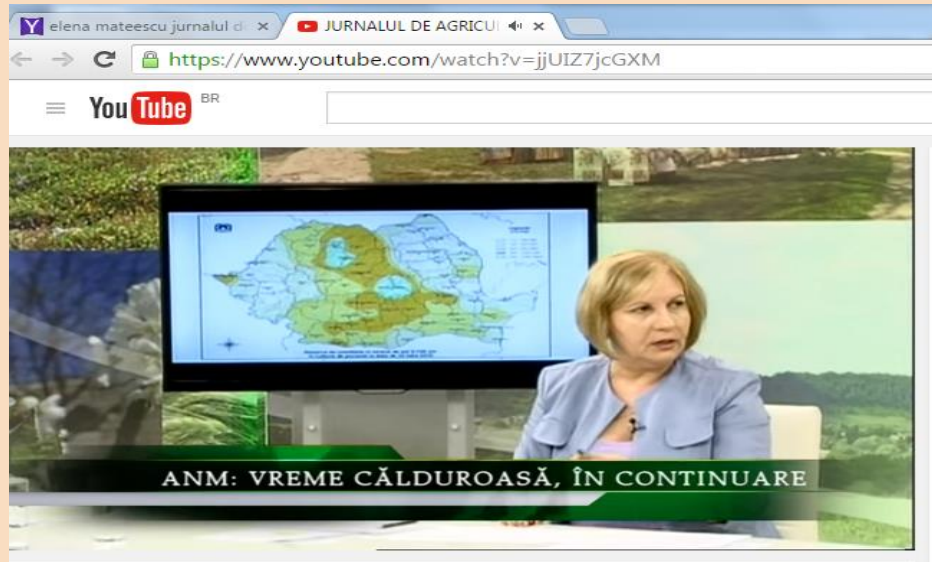 elena mateescu jurnalul d
JURNALUL DE AGRICU
https://www.youtube.com/watch?v=jjUIZ7jcGXM
YouTube BR
ANM: VREME CĂLDUROASĂ, ÎN CONTINUARE